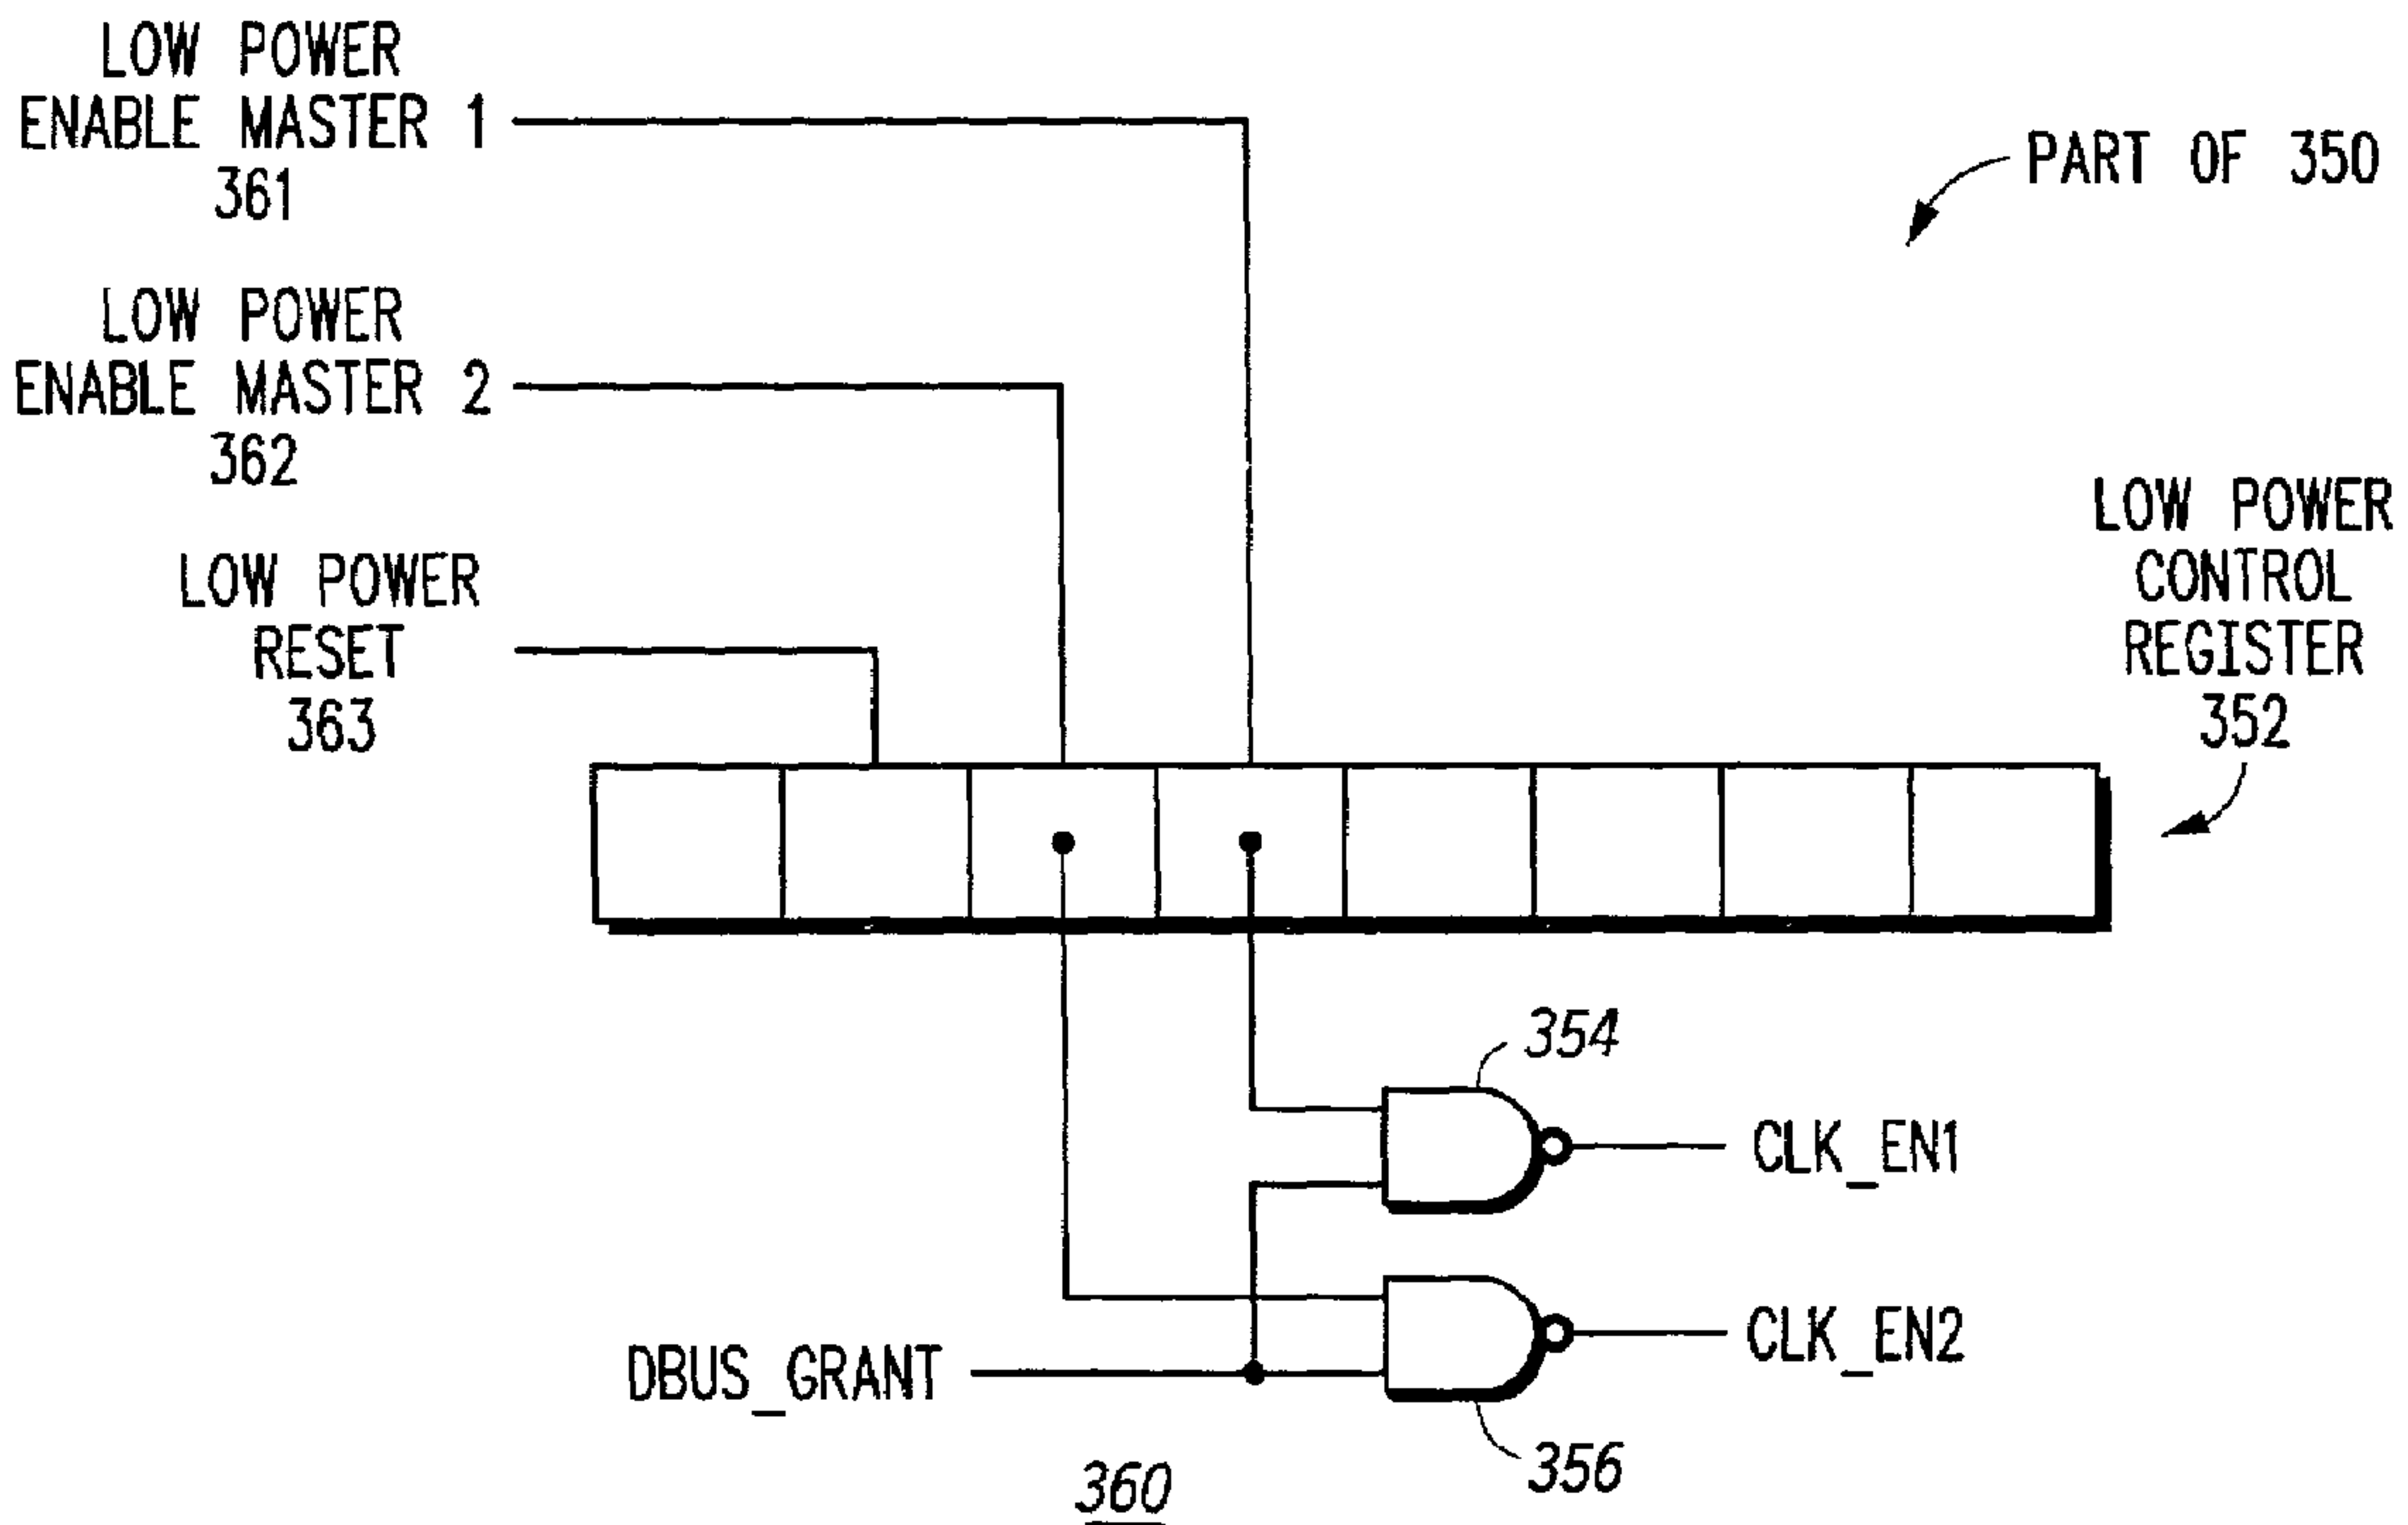 LOW POWER
ENABLE MASTER 1
361
PART OF 350
LOW POWER
ENABLE MASTER 2
362
LOW POWER
RESET
363
LOW POWER
CONTROL
REGISTER
352
354
CLK_EN1
DBUS_GRANT
CLK_EN2
356
360